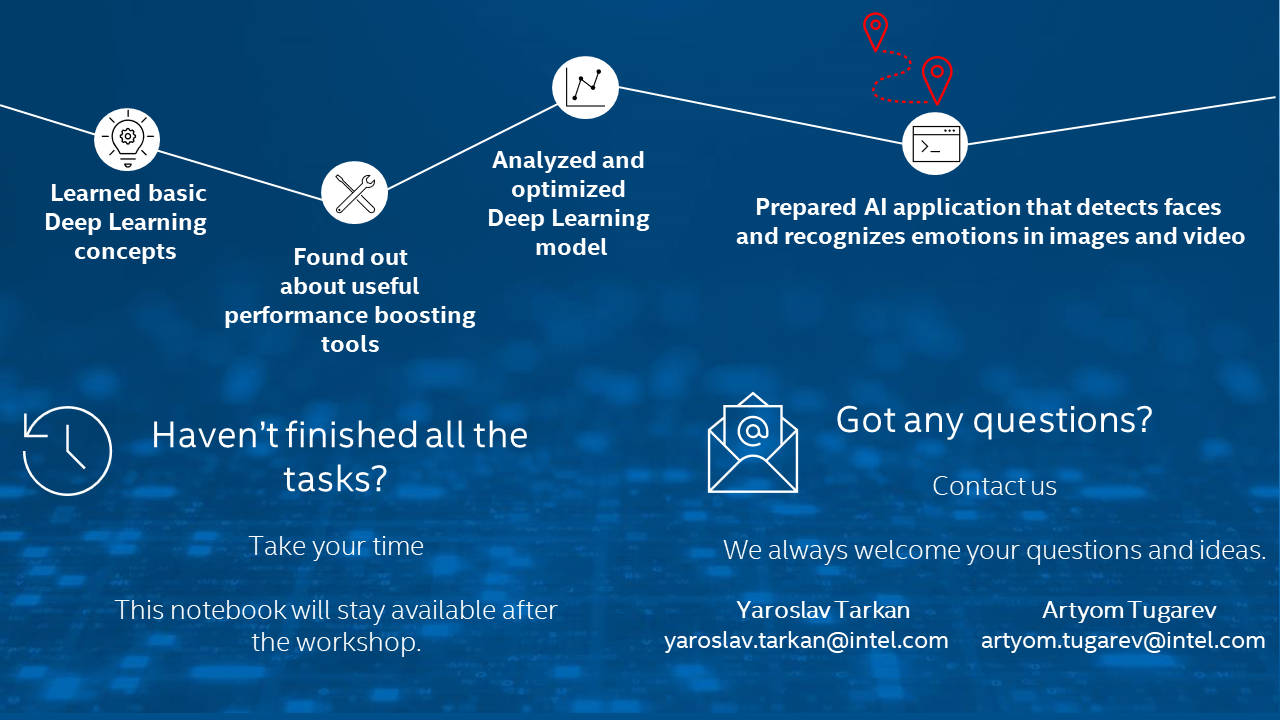 Learned basic
Deep Learning
concepts
Found out
about useful
performance boosting
tools
Analyzed and
optimized
Deep Learning
model
Prepared AI application that detects faces
and recognizes emotions in images and video
Haven’t finished all the
tasks?
Take your time
This notebook will stay available after
the workshop.
@
Got any questions?
Contact us
We always welcome your questions and ideas.
Yaroslav Tarkan
yaroslav.tarkan@intel.com
Artyom Tugarev
artyom.tugarev@intel.com